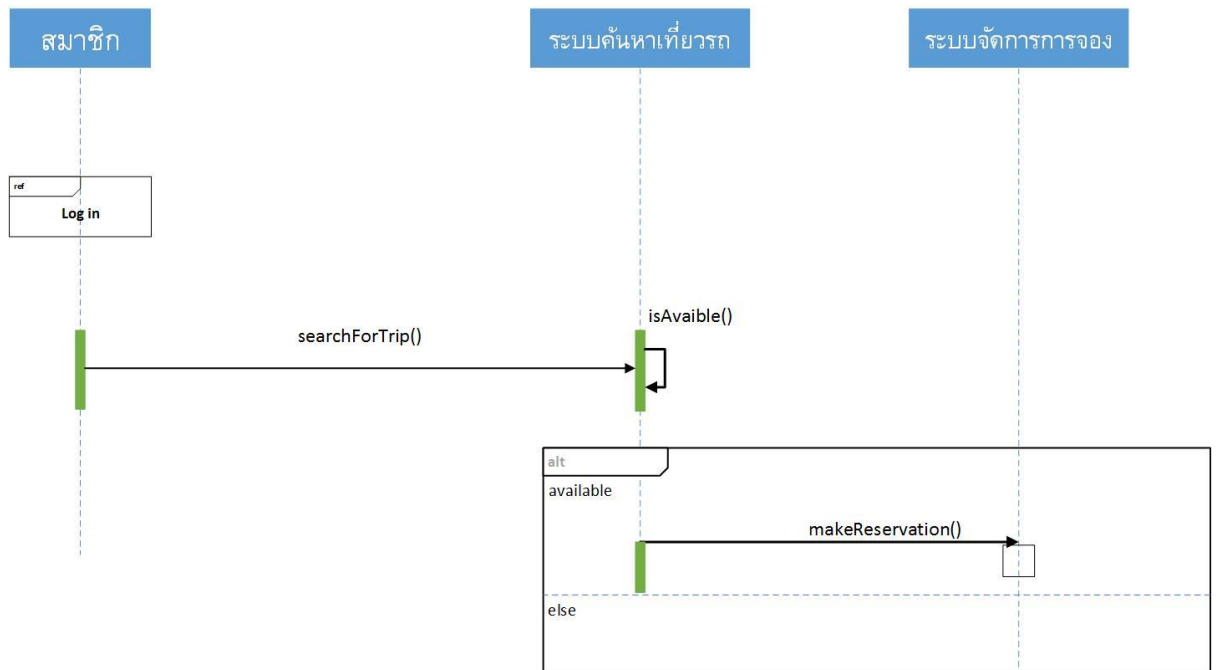 สมาชิก
ระบบค้นหาเที่ยวรถ
ระบบจัดการการจอง
ref
Log in
searchForTrip()
isAvaible()
alt
available
makeReservation()
else